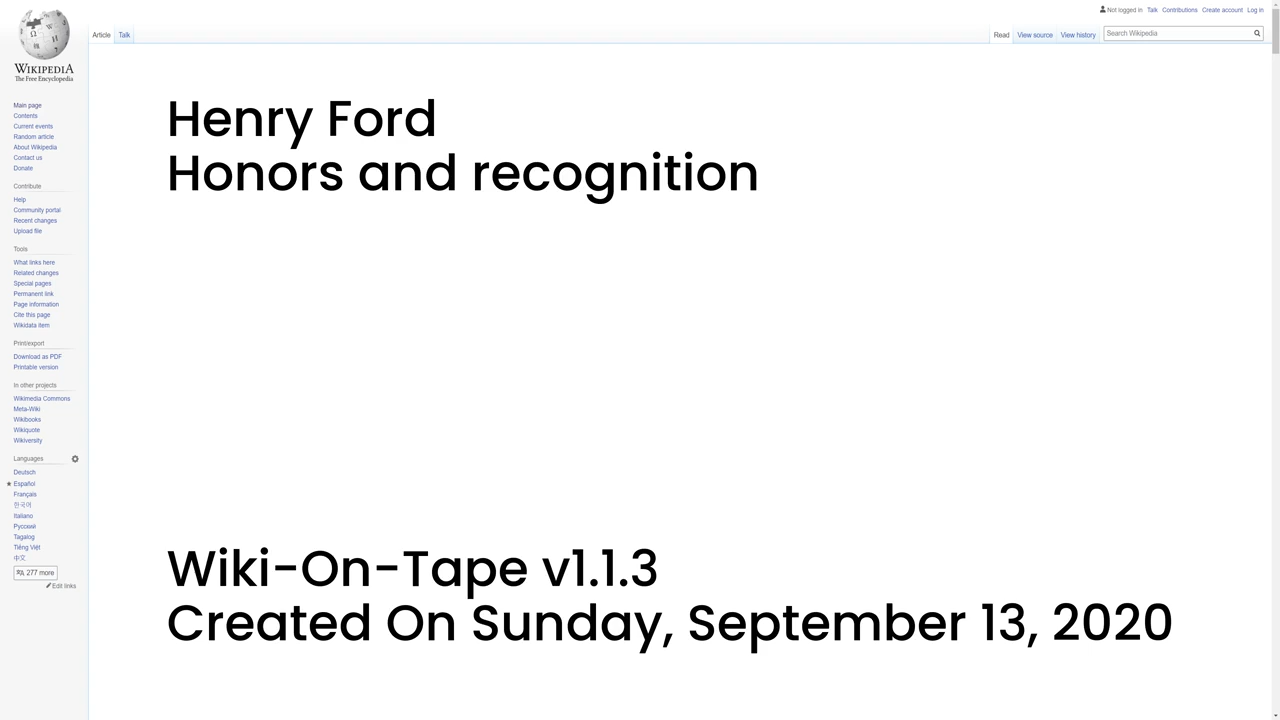 Not logged in Talk Contributions Create account Log in
Article Talk Read View source View history Search Wikipedia
WIKIPEDIA
The Free Encyclopedia
Main page
Contents
Current events
Random article
About Wikipedia
Contact us
Donate
Contribute
Help
Community portal
Recent changes
Upload file
Tools
What links here
Related changes
Special pages
Permanent link
Page information
Cite this page
Wikidata item
Print/export
Download as PDF
Printable version
In other projects
Wikimedia Commons
Meta-Wiki
Wikibooks
Wikiquote
Wikiversity
Languages
Deutsch
Español
Français
한국어
Italiano
Русский
Tagalog
Tiếng Việt
中文
277 more
Edit links
Henry Ford
Honors and recognition
Wiki-On-Tape v1.1.3
Created On Sunday, September 13, 2020